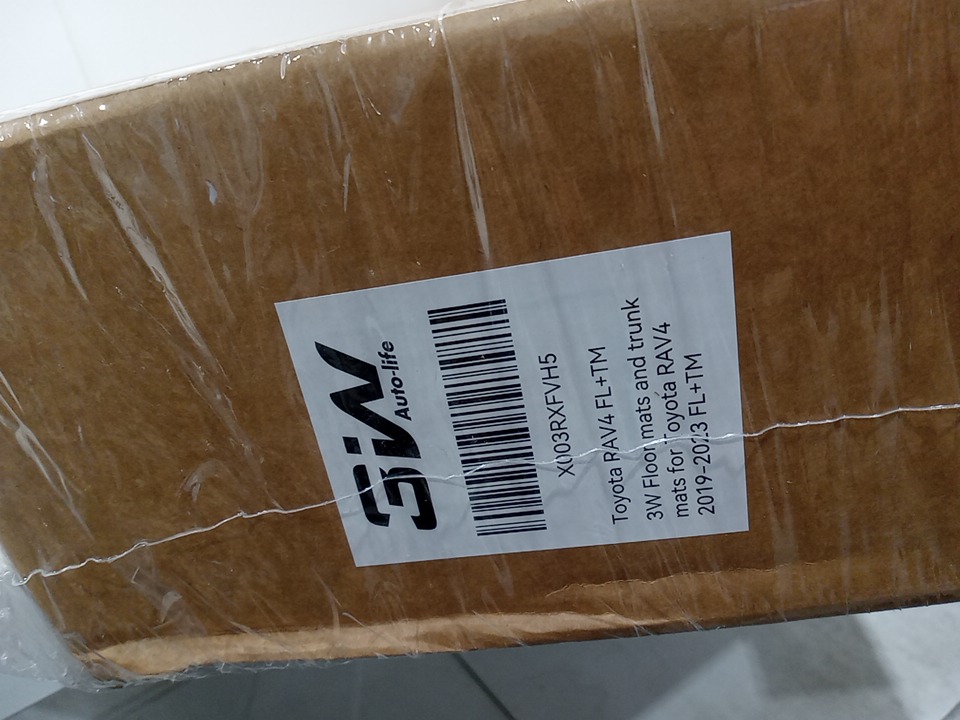 3W
Auto-life
X003RXFVH5
Toyota RAV4 FL+TM
3W Floor mats and trunk
mats for Toyota RAV4
2019-2023 FL+TM